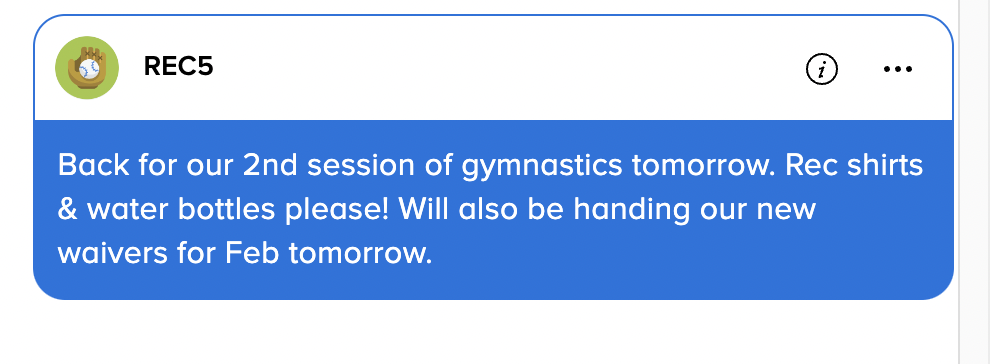 REC5
Back for our 2nd session of gymnastics tomorrow. Rec shirts
& water bottles please! Will also be handing our new
waivers for Feb tomorrow.